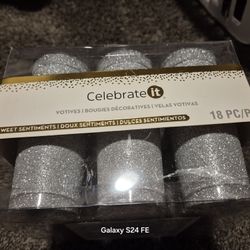 Celebrate it
VOTIVES | BOUGIES DÉCORATIVES | VELAS VOTIVAS
18 PC/P
WEET SENTIMENTS | DOUX SENTIMENTS | DULCES SENTIMIENTOS
Galaxy S24 FE